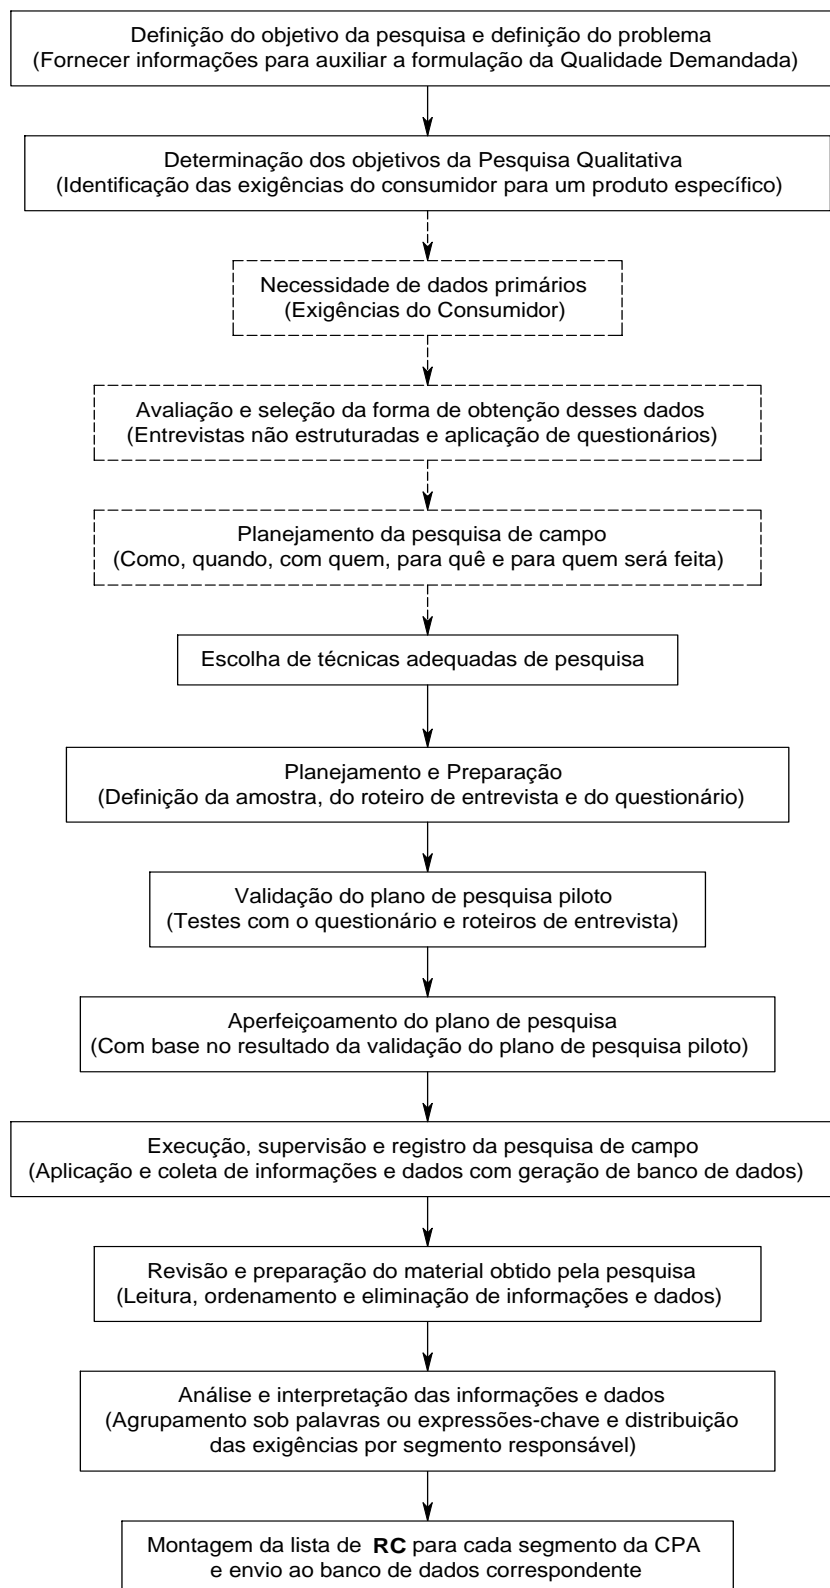 Definição do objetivo da pesquisa e definição do problema
(Fornecer informações para auxiliar a formulação da Qualidade Demandada)
Determinação dos objetivos da Pesquisa Qualitativa
(Identificação das exigências do consumidor para um produto específico)
Necessidade de dados primários
(Exigências do Consumidor)
Avaliação e seleção da forma de obtenção desses dados
(Entrevistas não estruturadas e aplicação de questionários)
Planejamento da pesquisa de campo
(Como, quando, com quem, para quê e para quem será feita)
Escolha de técnicas adequadas de pesquisa
Planejamento e Preparação
(Definição da amostra, do roteiro de entrevista e do questionário)
Validação do plano de pesquisa piloto
(Testes com o questionário e roteiros de entrevista)
Aperfeiçoamento do plano de pesquisa
(Com base no resultado da validação do plano de pesquisa piloto)
Execução, supervisão e registro da pesquisa de campo
(Aplicação e coleta de informações e dados com geração de banco de dados)
Revisão e preparação do material obtido pela pesquisa
(Leitura, ordenamento e eliminação de informações e dados)
Análise e interpretação das informações e dados
(Agrupamento sob palavras ou expressões-chave e distribuição
das exigências por segmento responsável)
Montagem da lista de RC para cada segmento da CPA
e envio ao banco de dados correspondente